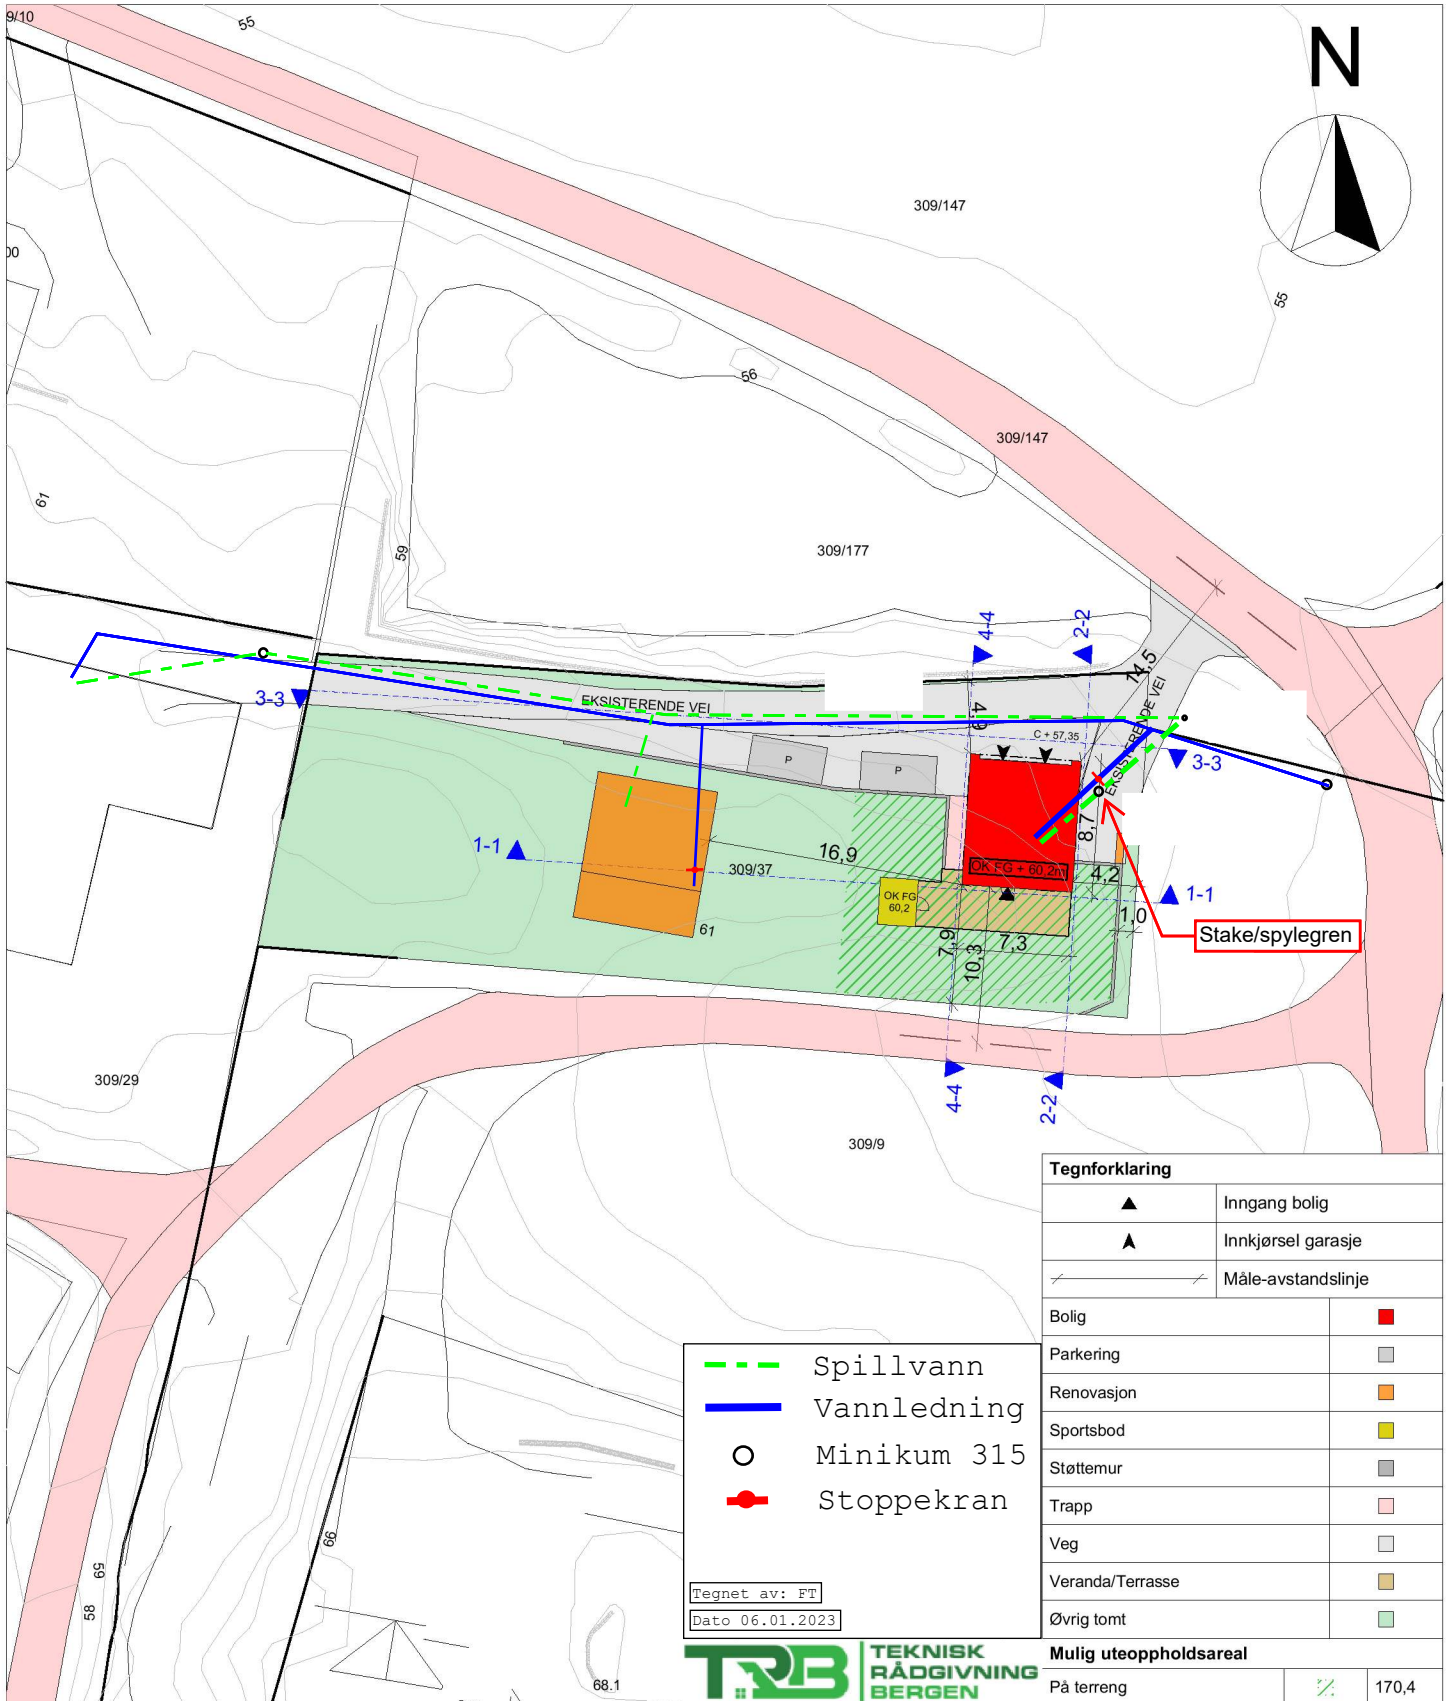 9/10
55
N
309/147
00
55
56
309/147
61
59
309/177
4-4
2-2
14,5
3-3
EKSISTERENDE VEI
4,9
C + 57,35
EKSISTERENDE VEI
3-3
P
P
8,7
1-1
16,9
309/37
OK FG + 60,2m
4,2
1-1
OK FG
60,2
1,0
61
7,9
7,3
10,3
Stake/spylegren
309/29
4-4
2-2
309/9
Tegnforklaring
Inngang bolig
Innkjørsel garasje
Måle-avstandslinje
Bolig
Parkering
Renovasjon
Sportsbod
Støttemur
Trapp
Veg
Veranda/Terrasse
Øvrig tomt
Mulig uteoppholdsareal
På terreng 170,4
Spillvann
Vannledning
Minikum 315
Stoppekran
Tegnet av: FT
Dato 06.01.2023
66
59
58
68.1
TRB TEKNISK
RÅDGIVNING
BERGEN